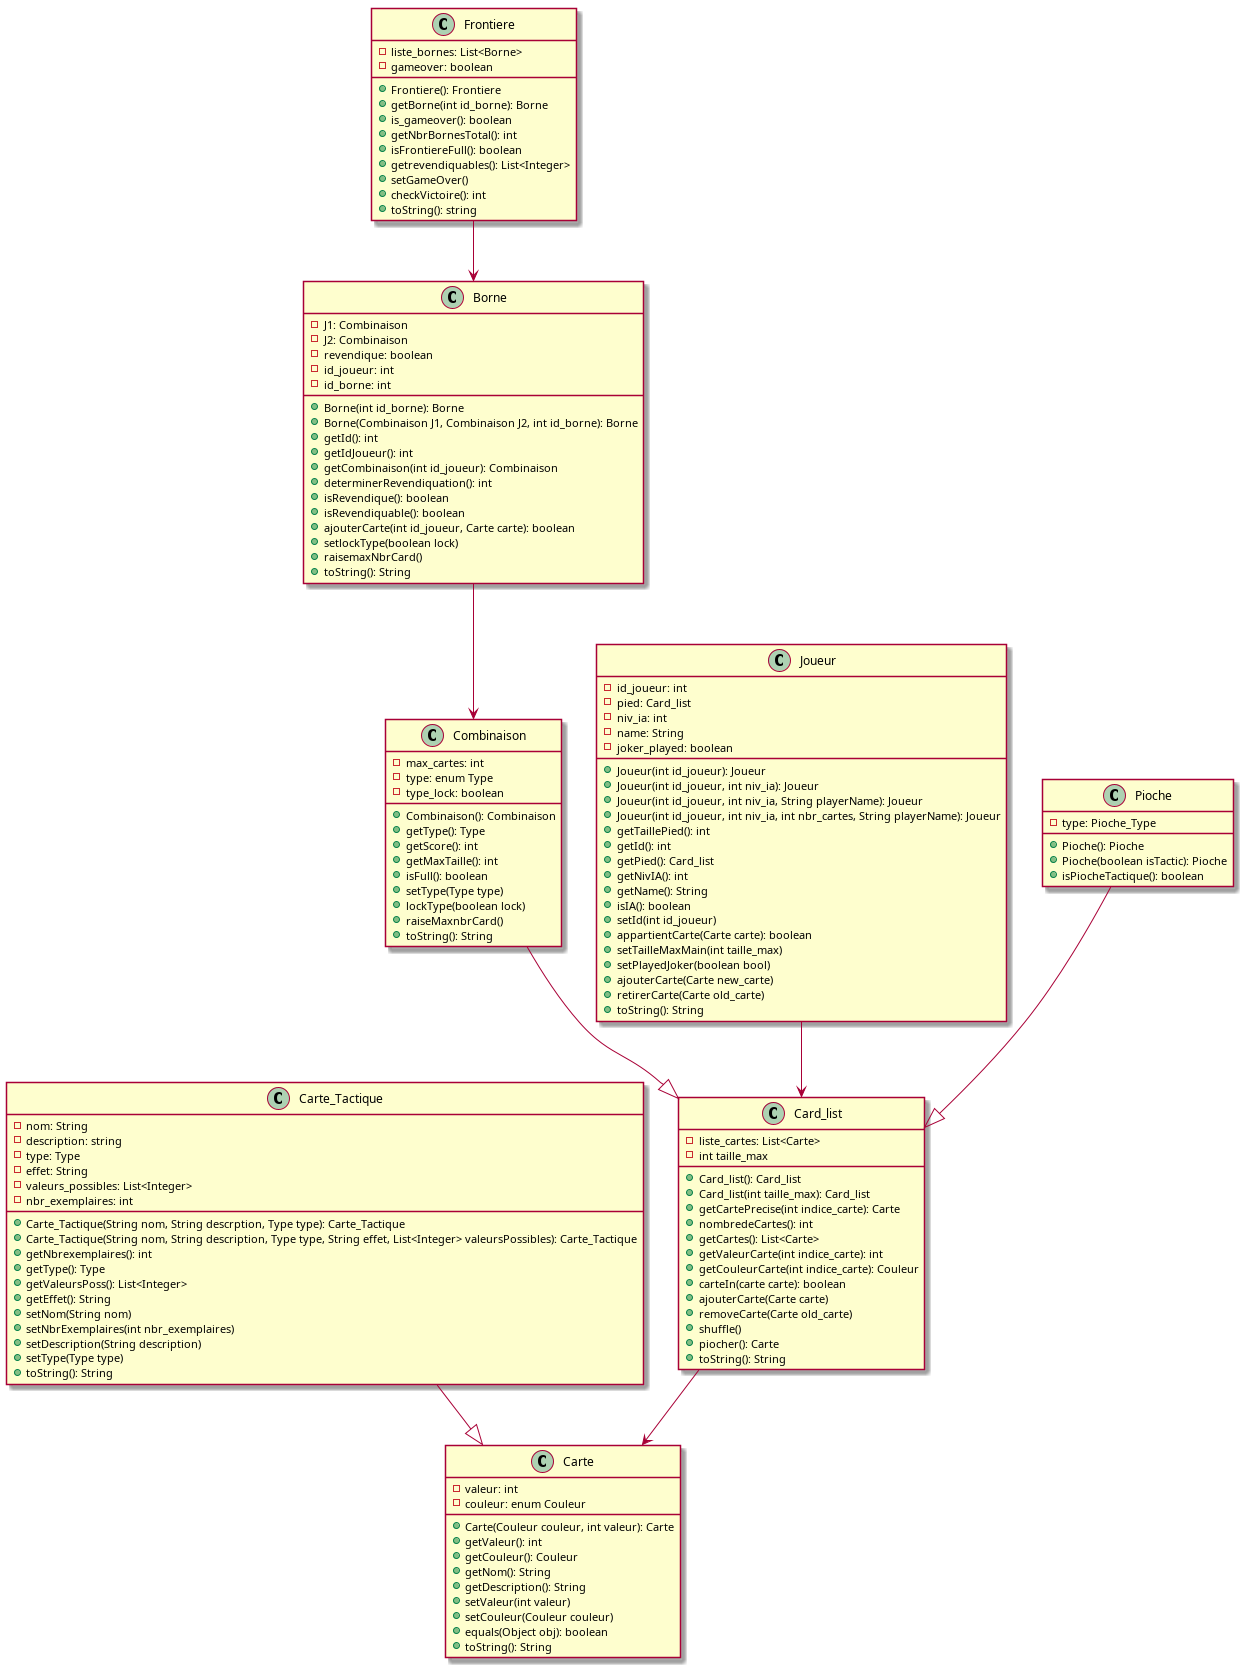 Frontiere
liste_bornes: List<Borne>
gameover: boolean
Frontiere(): Frontiere
getBorne(int id_borne): Borne
is_gameover(): boolean
getNbrBornesTotal(): int
isFrontiereFull(): boolean
getrevendiquables(): List<Integer>
setGameOver()
checkVictoire(): int
toString(): string
Borne
J1: Combinaison
J2: Combinaison
revendique: boolean
id_joueur: int
id_borne: int
Borne(int id_borne): Borne
Borne(Combinaison J1, Combinaison J2, int id_borne): Borne
getId(): int
getIdJoueur(): int
getCombinaison(int id_joueur): Combinaison
determinerRevendiquation(): int
isRevendique(): boolean
isRevendiquable(): boolean
ajouterCarte(int id_joueur, Carte carte): boolean
setlockType(boolean lock)
raisemaxNbrCard()
toString(): String
Combinaison
max_cartes: int
type: enum Type
type_lock: boolean
Combinaison(): Combinaison
getType(): Type
getScore(): int
getMaxTaille(): int
isFull(): boolean
setType(Type type)
lockType(boolean lock)
raiseMaxnbrCard()
toString(): String
Joueur
id_joueur: int
pied: Card_list
niv_ia: int
name: String
joker_played: boolean
Joueur(int id_joueur): Joueur
Joueur(int id_joueur, int niv_ia): Joueur
Joueur(int id_joueur, int niv_ia, String playerName): Joueur
Joueur(int id_joueur, int niv_ia, int nbr_cartes, String playerName): Joueur
getTaillePied(): int
getId(): int
getPied(): Card_list
getNivIA(): int
getName(): String
isIA(): boolean
setId(int id_joueur)
appartientCarte(Carte carte): boolean
setTailleMaxMain(int taille_max)
setPlayedJoker(boolean bool)
ajouterCarte(Carte new_carte)
retirerCarte(Carte old_carte)
toString(): String
Pioche
type: Pioche_Type
Pioche(): Pioche
Pioche(boolean isTactic): Pioche
isPiocheTactique(): boolean
Carte_Tactique
nom: String
description: string
type: Type
effet: String
valeurs_possibles: List<Integer>
nbr_exemplaires: int
Carte_Tactique(String nom, String descrption, Type type): Carte_Tactique
Carte_Tactique(String nom, String description, Type type, String effet, List<Integer> valeursPossibles): Carte_Tactique
getNbrexemplaires(): int
getType(): Type
getValeursPoss(): List<Integer>
getEffet(): String
setNom(String nom)
setNbrExemplaires(int nbr_exemplaires)
setDescription(String description)
setType(Type type)
toString(): String
Card_list
liste_cartes: List<Carte>
int taille_max
Card_list(): Card_list
Card_list(int taille_max): Card_list
getCartePrecise(int indice_carte): Carte
nombredeCartes(): int
getCartes(): List<Carte>
getValeurCarte(int indice_carte): int
getCouleurCarte(int indice_carte): Couleur
carteIn(carte carte): boolean
ajouterCarte(Carte carte)
removeCarte(Carte old_carte)
shuffle()
piocher(): Carte
toString(): String
Carte
valeur: int
couleur: enum Couleur
Carte(Couleur couleur, int valeur): Carte
getValeur(): int
getCouleur(): Couleur
getNom(): String
getDescription(): String
setValeur(int valeur)
setCouleur(Couleur couleur)
equals(Object obj): boolean
toString(): String